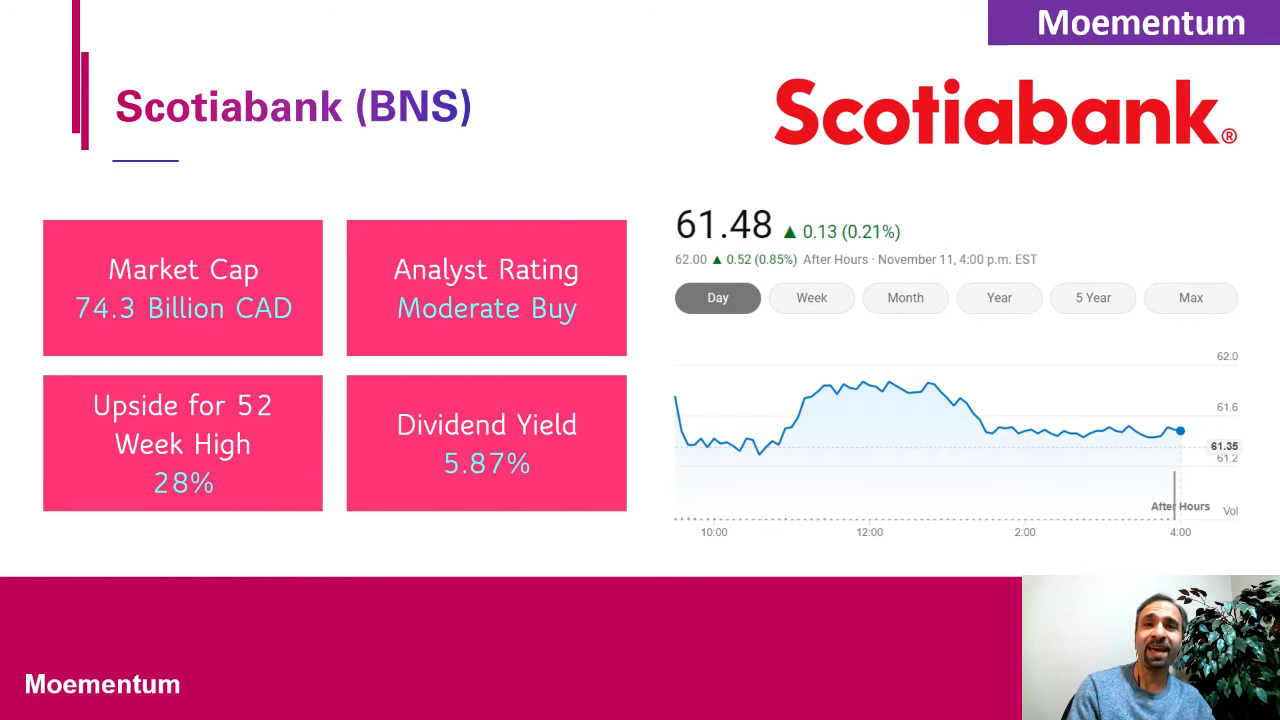 Moementum
Scotiabank (BNS)
Scotiabank®
Market Cap
74.3 Billion CAD
Analyst Rating
Moderate Buy
Upside for 52
Week High
28%
Dividend Yield
5.87%
61.48 ▲ 0.13 (0.21%)
62.00 ▲ 0.52 (0.85%) After Hours · November 11, 4:00 p.m. EST
Day Week Month Year 5 Year Max
62.0
61.6
61.35
61.2
After Hours Vol
10:00 12:00 2:00 4:00
Moementum